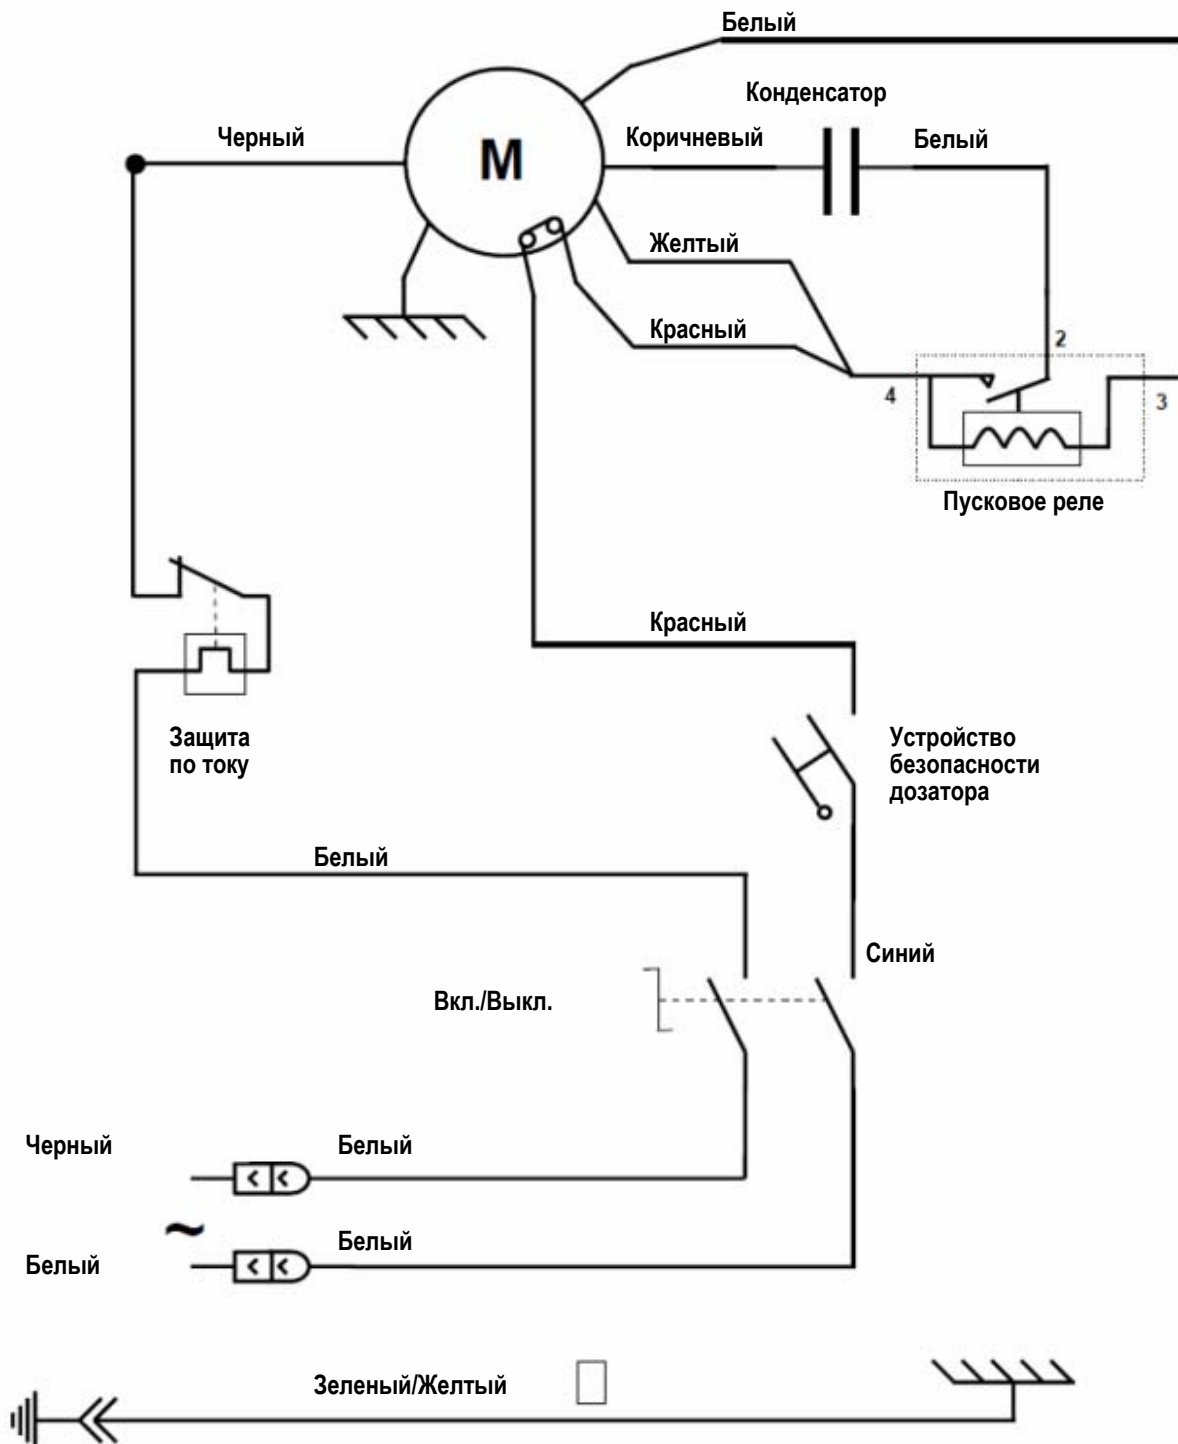 Белый
Конденсатор
Черный
Коричневый
Белый
M
Желтый
Красный
2
4
3
Пусковое реле
Красный
Защита
по току
Устройство
безопасности
дозатора
Белый
Синий
Вкл./Выкл.
Черный
Белый
~
Белый
Белый
Зеленый/Желтый